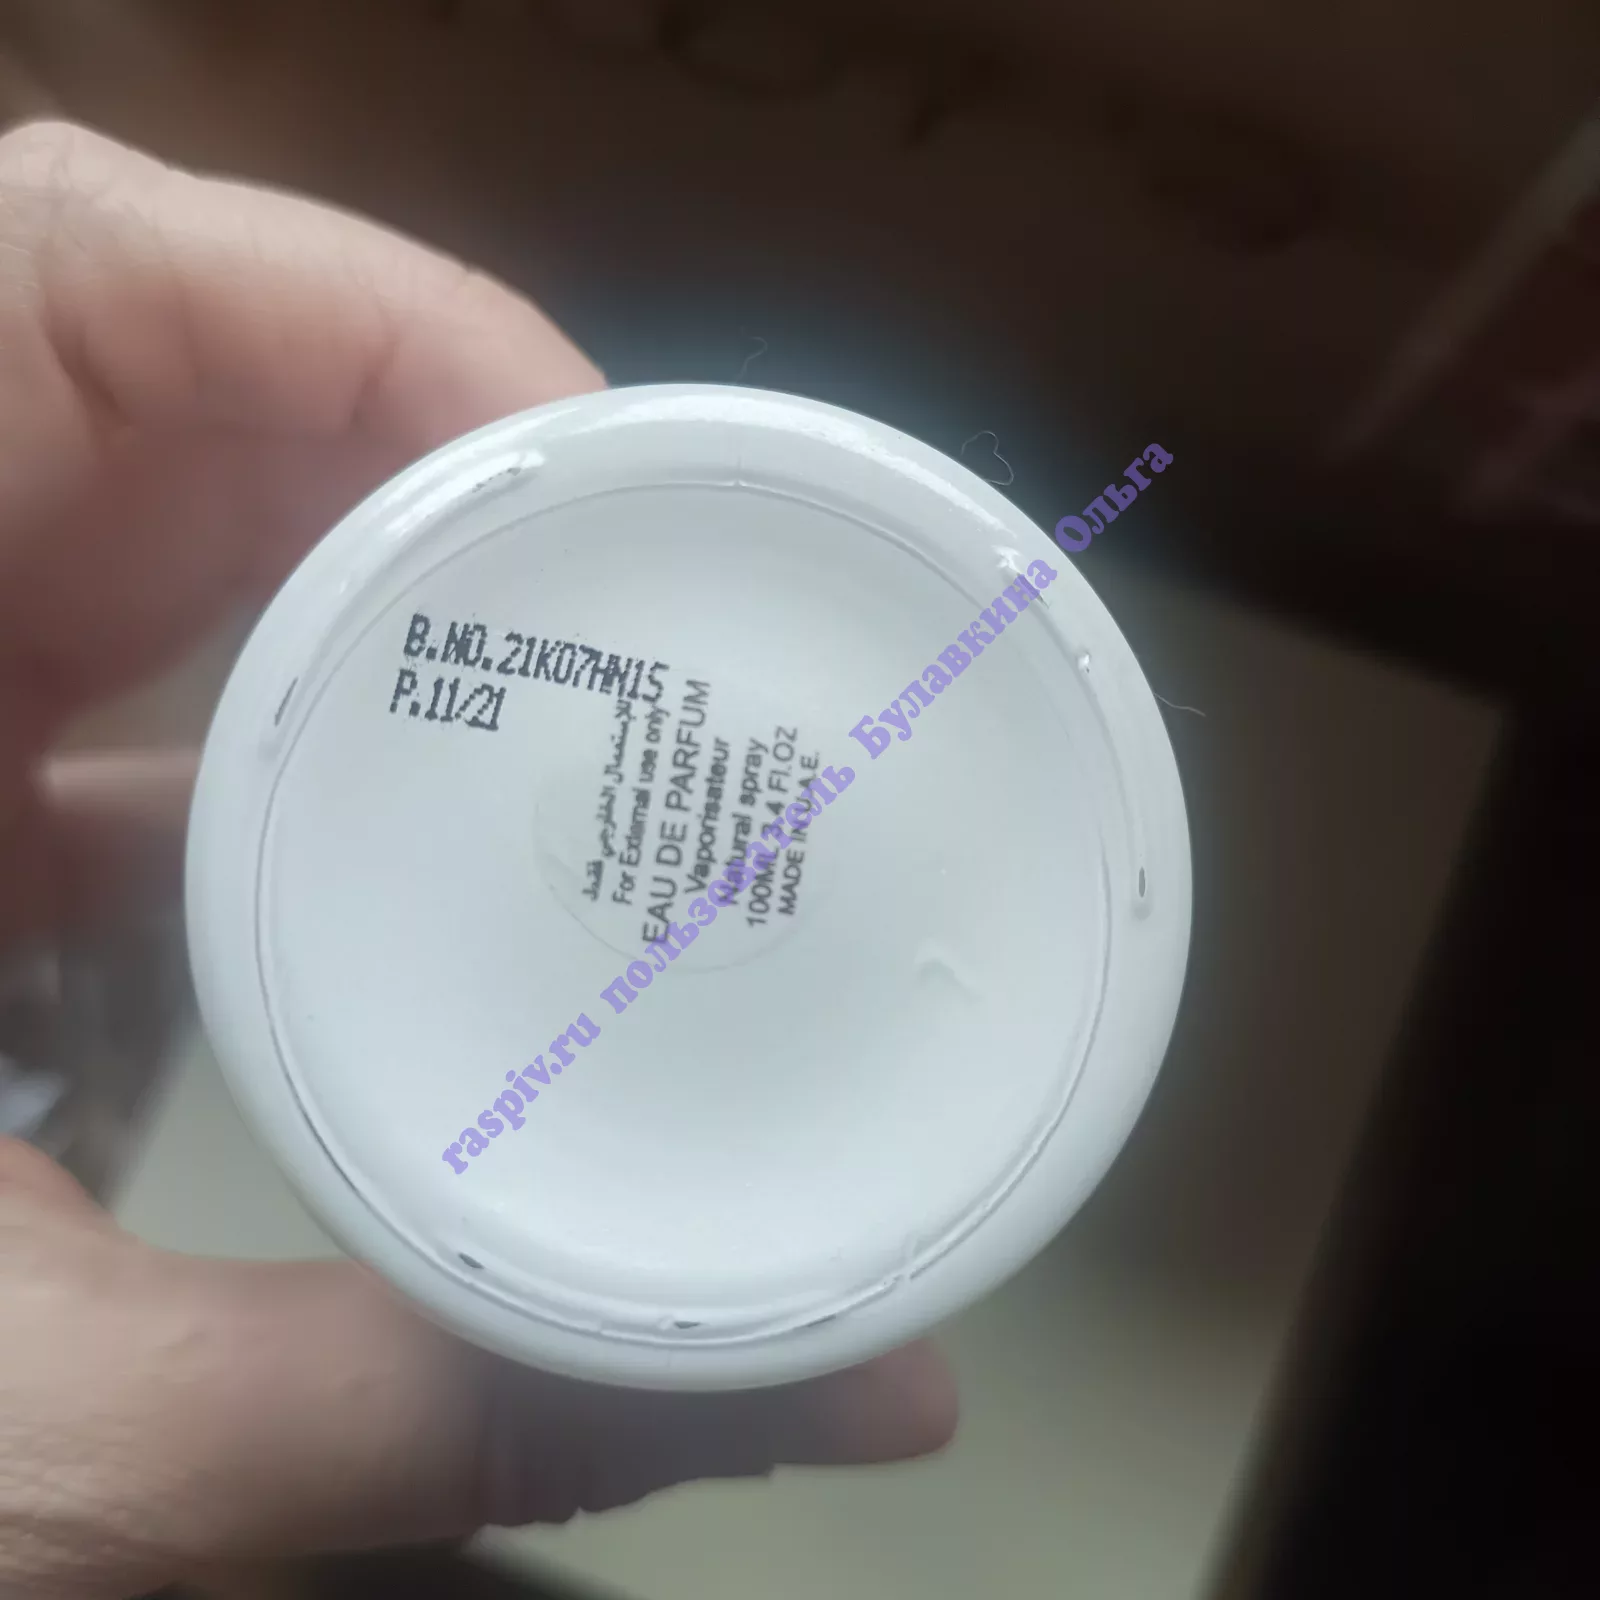 B.NO.21K07HN15
P.11/21
للإستعمال الخارجي فقط
For External use only
EAU DE PARFUM
Vaporisateur
Natural spray
100ML 3.4 Fl.OZ
MADE IN U.A.E.
raspiv.ru пользователь Булавкина Ольга